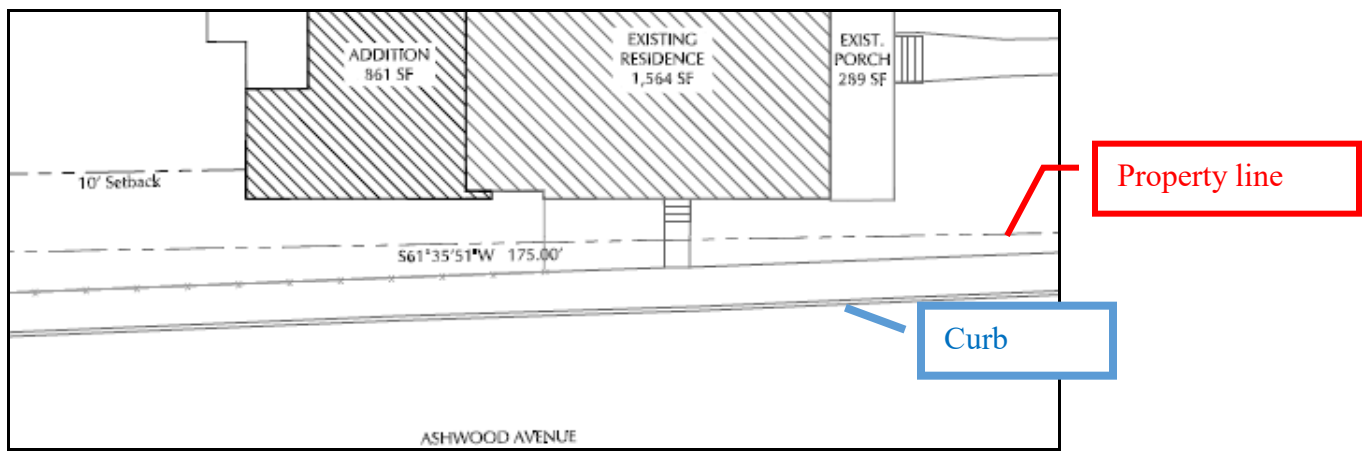 ADDITION
861 SF
EXISTING
RESIDENCE
1,564 SF
EXIST.
PORCH
289 SF
Property line
10' Setback
S61°35'51"W 175.00'
Curb
ASHWOOD AVENUE